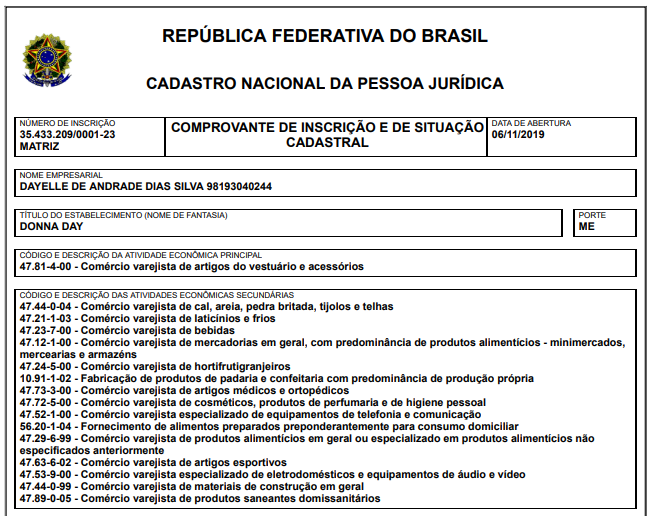 REPÚBLICA FEDERATIVA DO BRASIL
CADASTRO NACIONAL DA PESSOA JURÍDICA
NÚMERO DE INSCRIÇÃO
35.433.209/0001-23
MATRIZ
COMPROVANTE DE INSCRIÇÃO E DE SITUAÇÃO
CADASTRAL
DATA DE ABERTURA
06/11/2019
NOME EMPRESARIAL
DAYELLE DE ANDRADE DIAS SILVA 98193040244
TÍTULO DO ESTABELECIMENTO (NOME DE FANTASIA)
DONNA DAY
PORTE
ME
CÓDIGO E DESCRIÇÃO DA ATIVIDADE ECONÔMICA PRINCIPAL
47.81-4-00 - Comércio varejista de artigos do vestuário e acessórios
CÓDIGO E DESCRIÇÃO DAS ATIVIDADES ECONÔMICAS SECUNDÁRIAS
47.44-0-04 - Comércio varejista de cal, areia, pedra britada, tijolos e telhas
47.21-1-03 - Comércio varejista de laticínios e frios
47.23-7-00 - Comércio varejista de bebidas
47.12-1-00 - Comércio varejista de mercadorias em geral, com predominância de produtos alimentícios - minimercados,
mercearias e armazéns
47.24-5-00 - Comércio varejista de hortifrutigranjeiros
10.91-1-02 - Fabricação de produtos de padaria e confeitaria com predominância de produção própria
47.73-3-00 - Comércio varejista de artigos médicos e ortopédicos
47.72-5-00 - Comércio varejista de cosméticos, produtos de perfumaria e de higiene pessoal
47.52-1-00 - Comércio varejista especializado de equipamentos de telefonia e comunicação
56.20-1-04 - Fornecimento de alimentos preparados preponderantemente para consumo domiciliar
47.29-6-99 - Comércio varejista de produtos alimentícios em geral ou especializado em produtos alimentícios não
especificados anteriormente
47.63-6-02 - Comércio varejista de artigos esportivos
47.53-9-00 - Comércio varejista especializado de eletrodomésticos e equipamentos de áudio e vídeo
47.44-0-99 - Comércio varejista de materiais de construção em geral
47.89-0-05 - Comércio varejista de produtos saneantes domissanitários